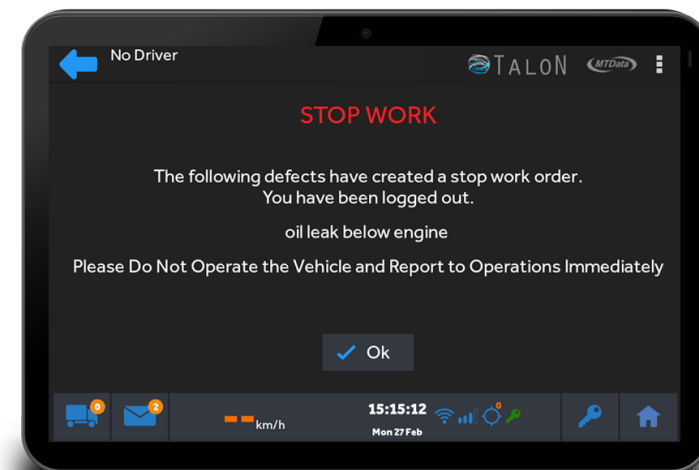 No Driver
TALON
MTData
STOP WORK
The following defects have created a stop work order.
You have been logged out.
oil leak below engine
Please Do Not Operate the Vehicle and Report to Operations Immediately
Ok
0
2
-- km/h
15:15:12
0
Mon 27 Feb